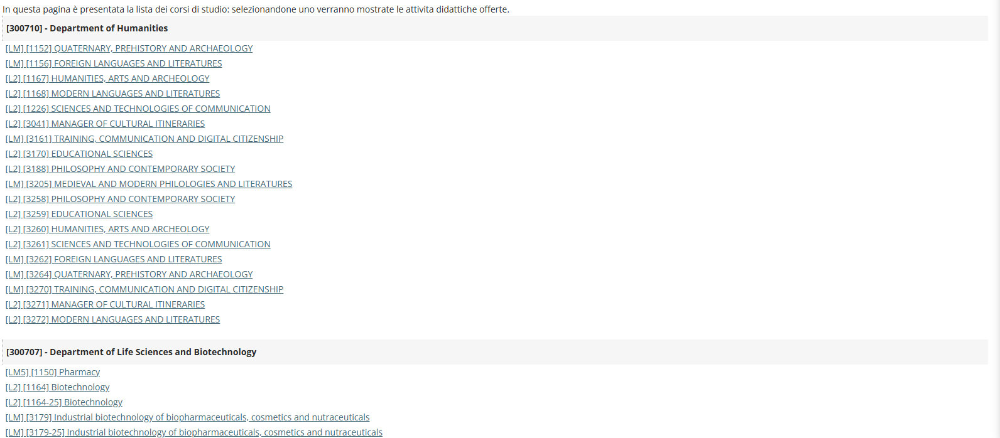 In questa pagina è presentata la lista dei corsi di studio: selezionandone uno verranno mostrate le attivita didattiche offerte.
[300710] - Department of Humanities
[LM] [1152] QUATERNARY, PREHISTORY AND ARCHAEOLOGY
[LM] [1156] FOREIGN LANGUAGES AND LITERATURES
[L2] [1167] HUMANITIES, ARTS AND ARCHEOLOGY
[L2] [1168] MODERN LANGUAGES AND LITERATURES
[L2] [1226] SCIENCES AND TECHNOLOGIES OF COMMUNICATION
[L2] [3041] MANAGER OF CULTURAL ITINERARIES
[LM] [3161] TRAINING, COMMUNICATION AND DIGITAL CITIZENSHIP
[L2] [3170] EDUCATIONAL SCIENCES
[L2] [3188] PHILOSOPHY AND CONTEMPORARY SOCIETY
[LM] [3205] MEDIEVAL AND MODERN PHILOLOGIES AND LITERATURES
[L2] [3258] PHILOSOPHY AND CONTEMPORARY SOCIETY
[L2] [3259] EDUCATIONAL SCIENCES
[L2] [3260] HUMANITIES, ARTS AND ARCHEOLOGY
[L2] [3261] SCIENCES AND TECHNOLOGIES OF COMMUNICATION
[LM] [3262] FOREIGN LANGUAGES AND LITERATURES
[LM] [3264] QUATERNARY, PREHISTORY AND ARCHAEOLOGY
[LM] [3270] TRAINING, COMMUNICATION AND DIGITAL CITIZENSHIP
[L2] [3271] MANAGER OF CULTURAL ITINERARIES
[L2] [3272] MODERN LANGUAGES AND LITERATURES
[300707] - Department of Life Sciences and Biotechnology
[LM5] [1150] Pharmacy
[L2] [1164] Biotechnology
[L2] [1164-25] Biotechnology
[LM] [3179] Industrial biotechnology of biopharmaceuticals, cosmetics and nutraceuticals
[LM] [3179-25] Industrial biotechnology of biopharmaceuticals, cosmetics and nutraceuticals